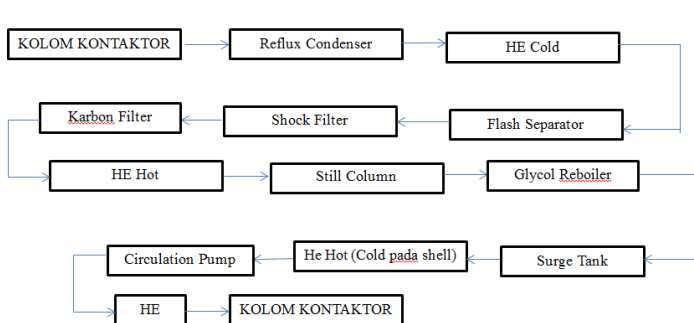 KOLOM KONTAKTOR
Reflux Condenser
HE Cold
Flash Separator
Shock Filter
Karbon Filter
HE Hot
Still Column
Glycol Reboiler
Surge Tank
He Hot (Cold pada shell)
Circulation Pump
HE
KOLOM KONTAKTOR